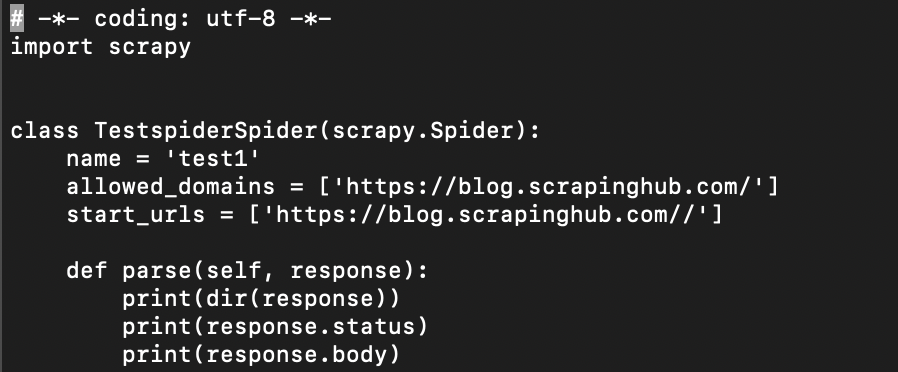 # -*- coding: utf-8 -*-
import scrapy
class TestspiderSpider(scrapy.Spider):
    name = 'test1'
    allowed_domains = ['https://blog.scrapinghub.com/']
    start_urls = ['https://blog.scrapinghub.com//']
    def parse(self, response):
        print(dir(response))
        print(response.status)
        print(response.body)